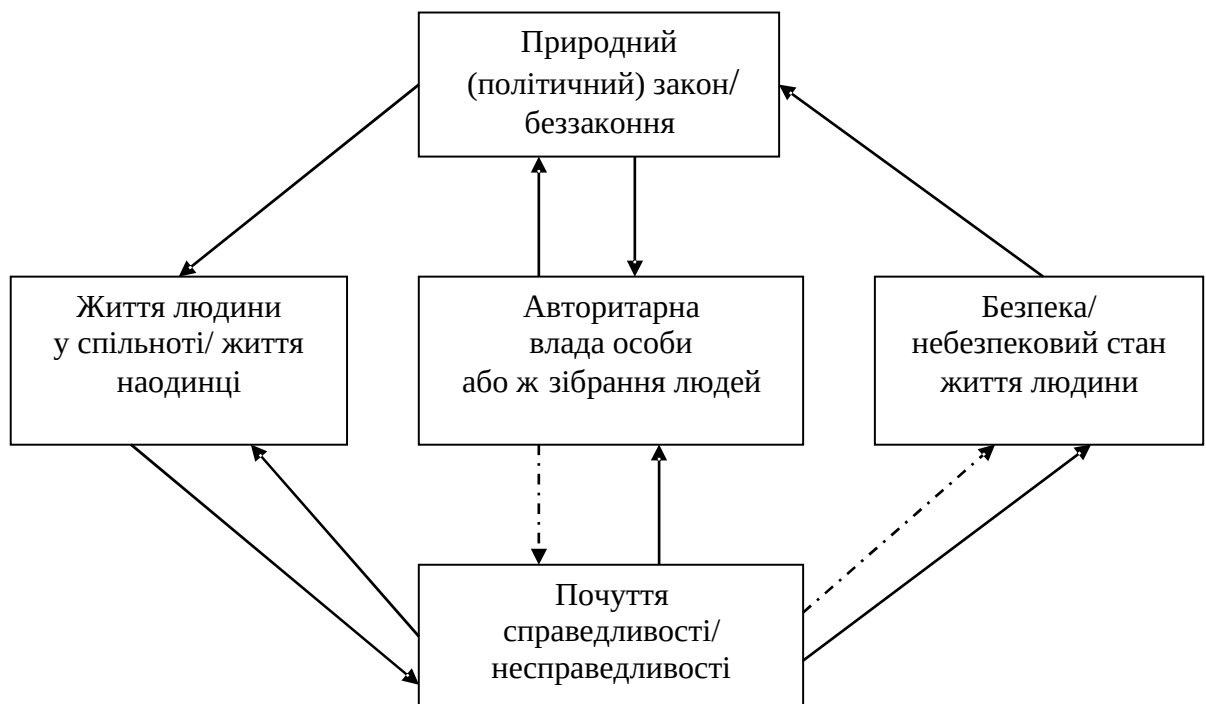 Природний
(політичний) закон/
беззаконня
Життя людини
у спільноті/ життя
наодинці
Авторитарна
влада особи
або ж зібрання людей
Безпека/
небезпековий стан
життя людини
Почуття
справедливості/
несправедливості